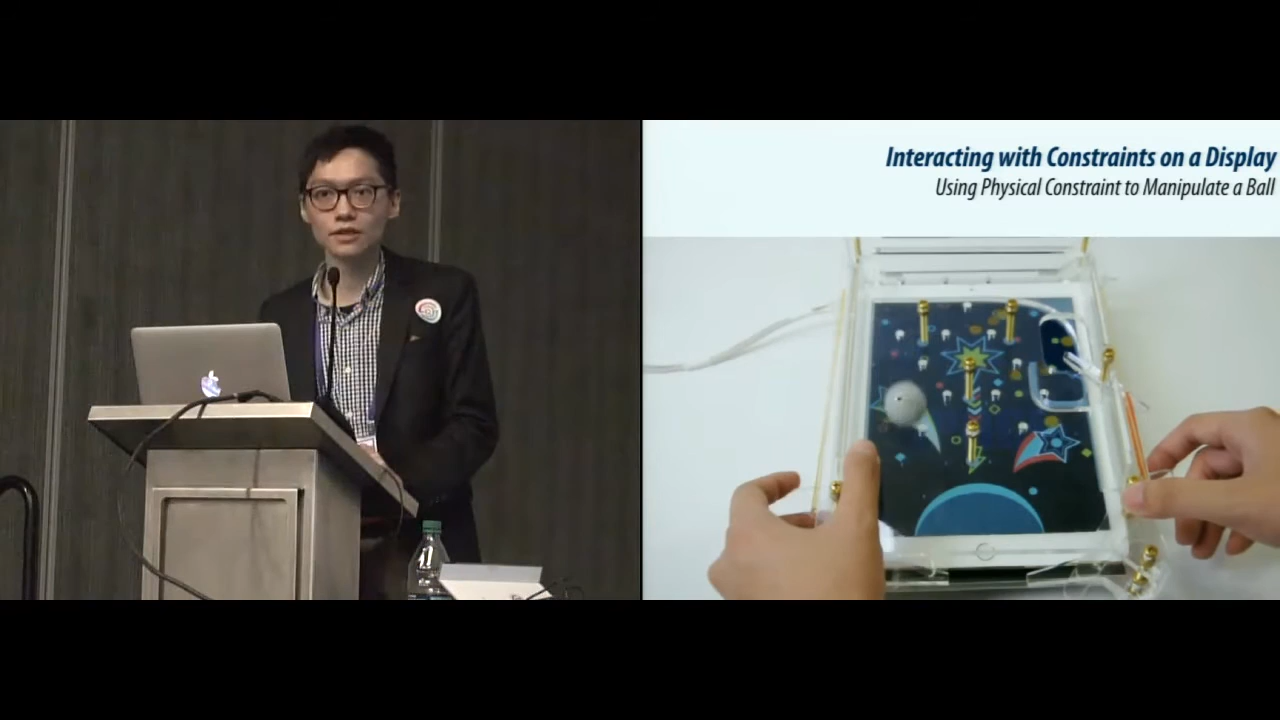 Interacting with Constraints on a Display
Using Physical Constraint to Manipulate a Ball